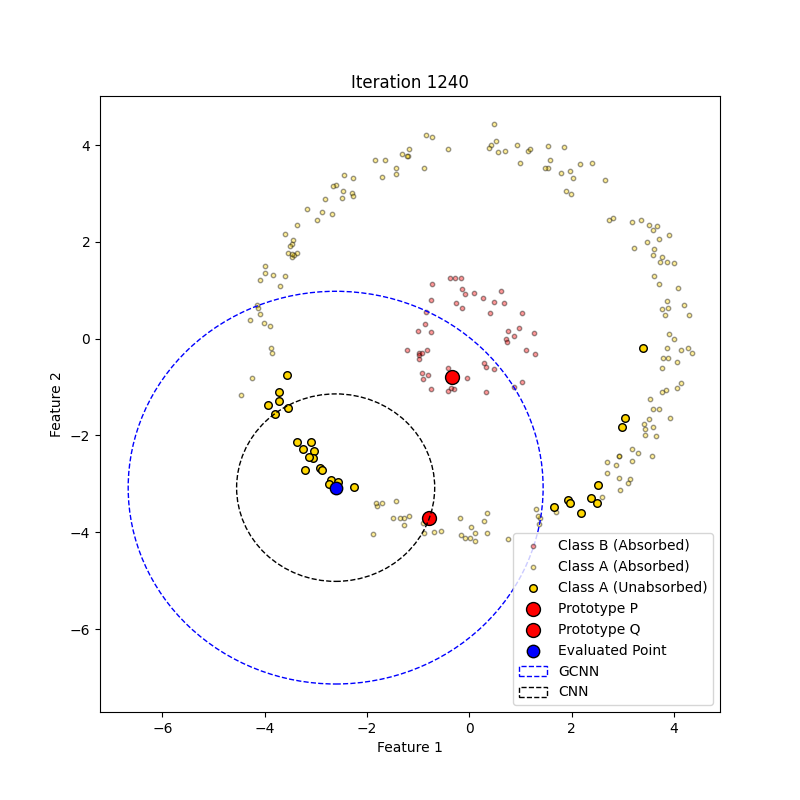 Iteration 1240
4
2
0
−2
−4
−6
Feature 2
Class B (Absorbed)
Class A (Absorbed)
Class A (Unabsorbed)
Prototype P
Prototype Q
Evaluated Point
GCNN
CNN
−6 −4 −2 0 2 4
Feature 1